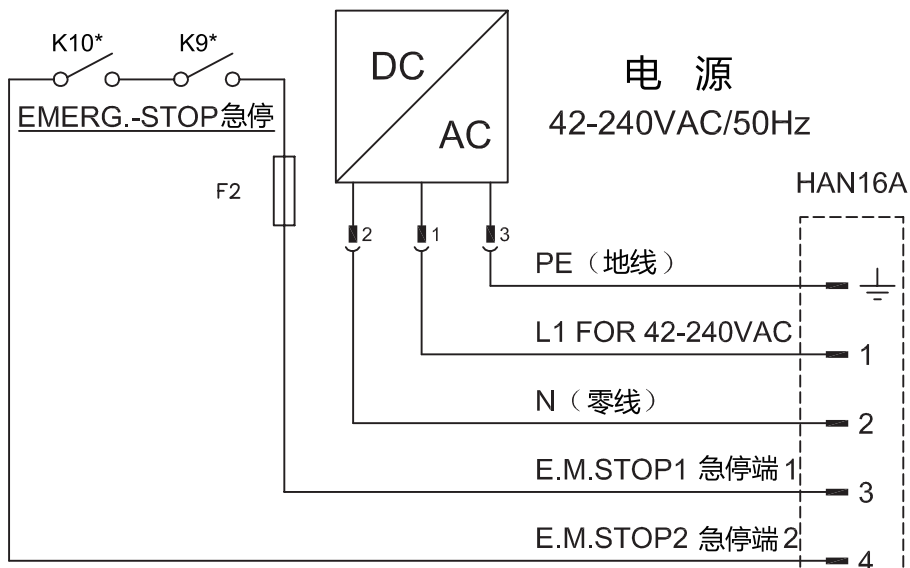 K10* K9*
EMERG.-STOP急停
F2
DC
AC
电 源
42-240VAC/50Hz
HAN16A
2 1 3
PE（地线）
L1 FOR 42-240VAC 1
N（零线） 2
E.M.STOP1 急停端 1 3
E.M.STOP2 急停端 2 4